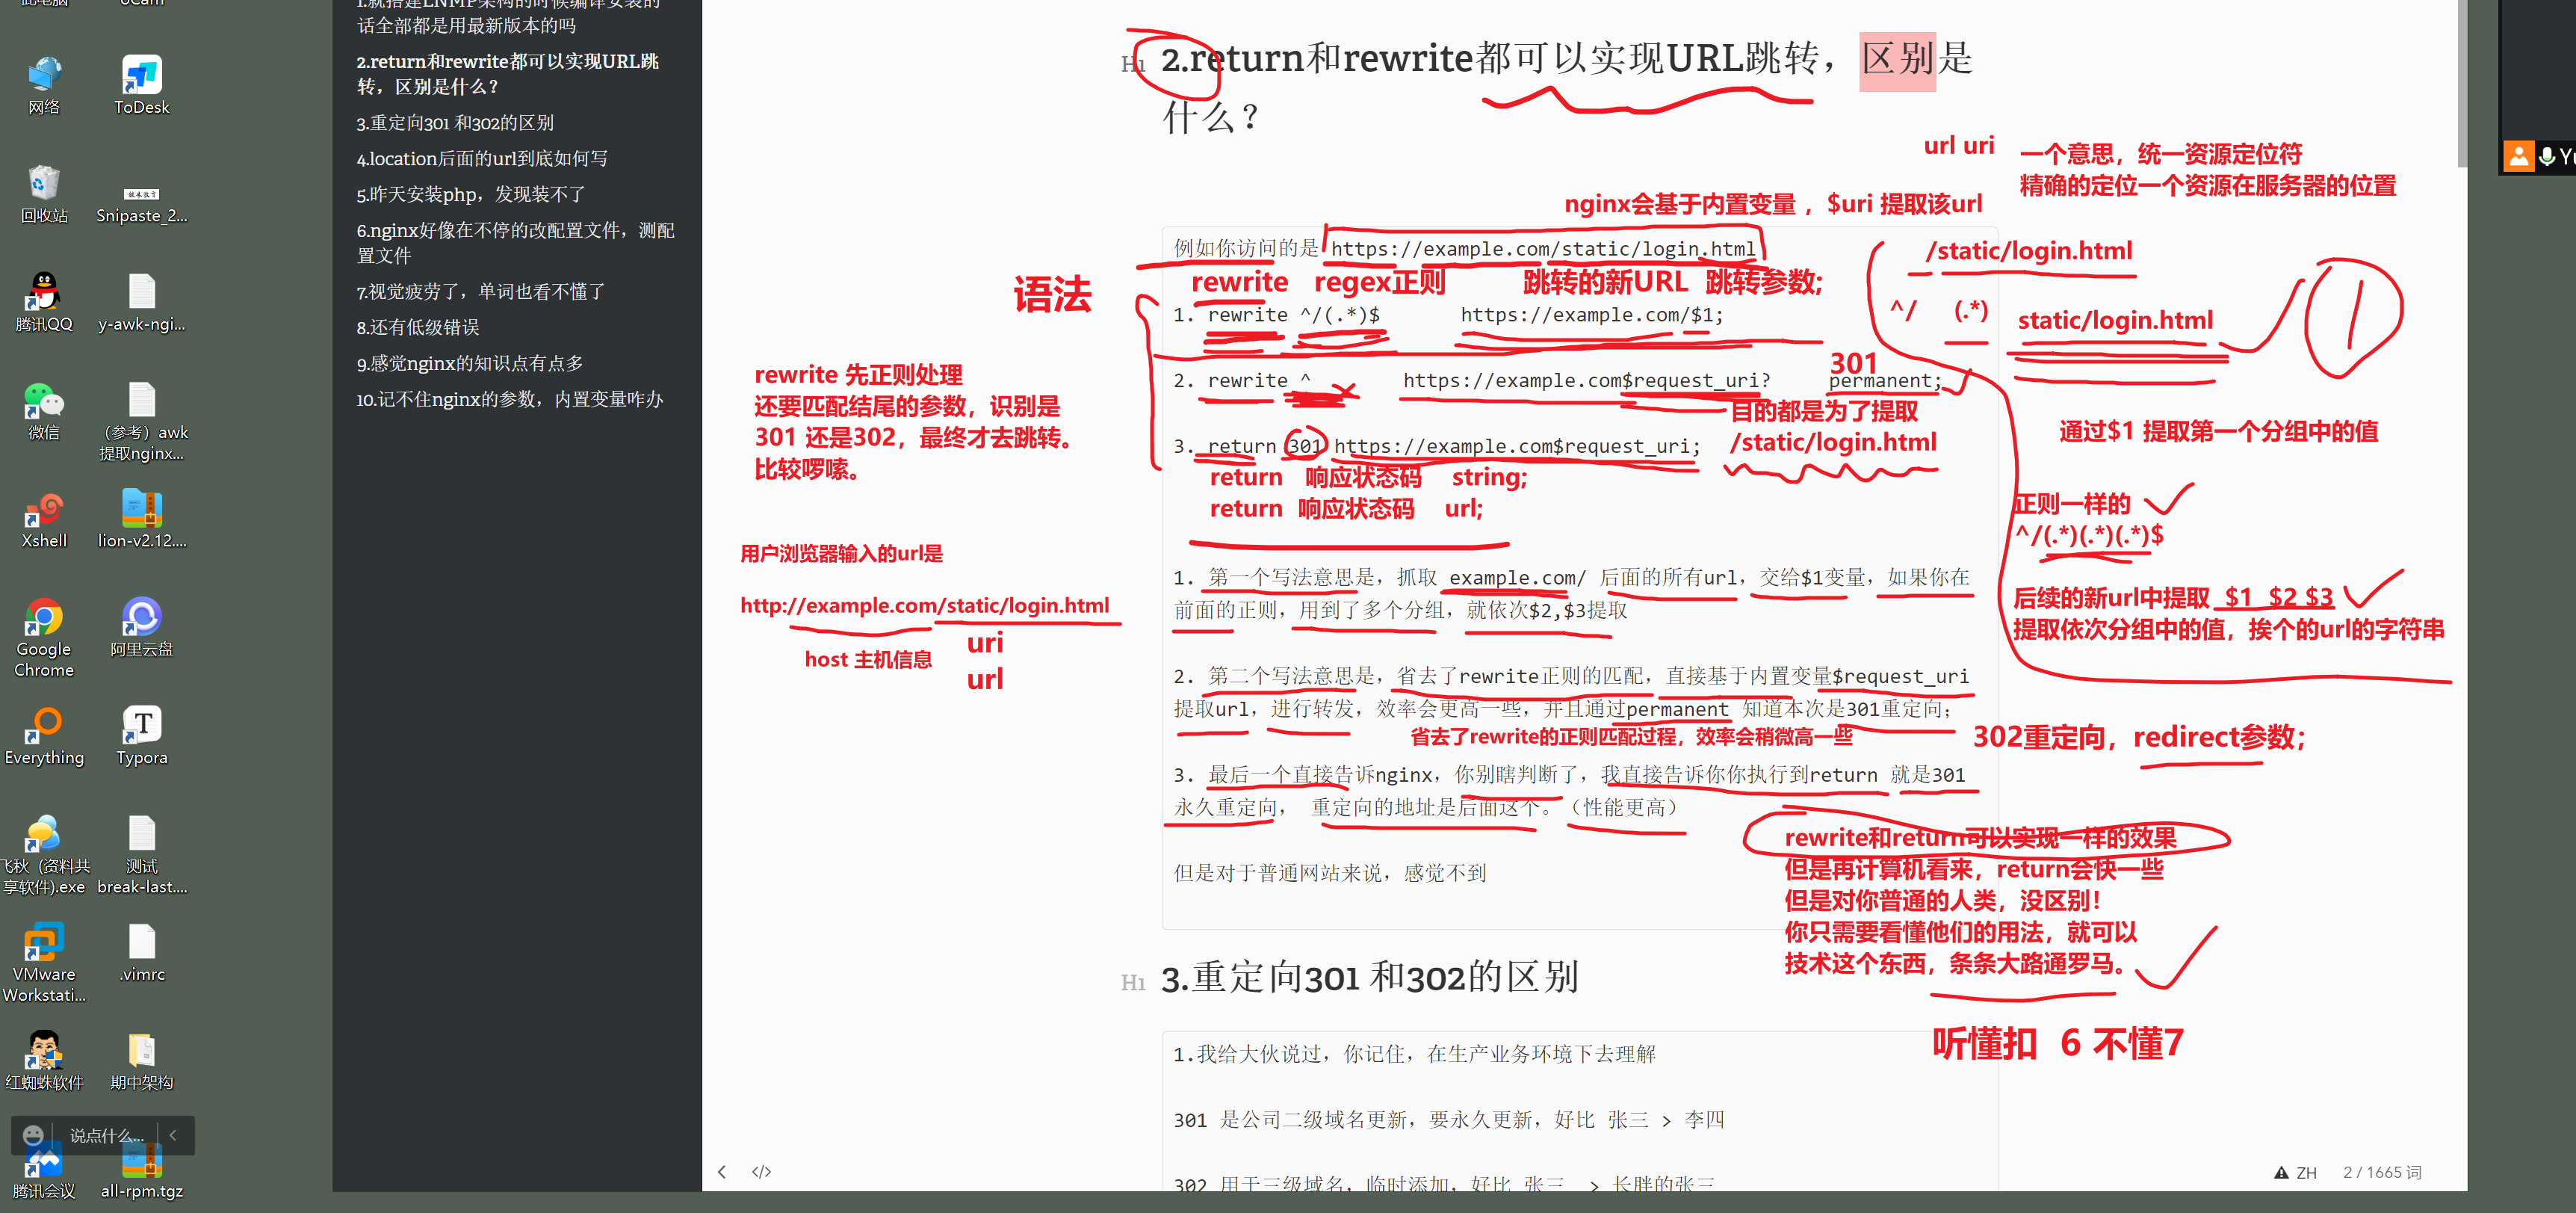 此电脑
oCam
网络
ToDesk
回收站
Snipaste_2...
腾讯QQ
y-awk-ngi...
微信
（参考）awk
提取nginx...
Xshell
lion-v2.12....
Google
Chrome
阿里云盘
Everything
Typora
飞秋（资料共
享软件).exe
测试
break-last....
VMware
Workstati...
.vimrc
红蜘蛛软件
期中架构
说点什么...
腾讯会议
all-rpm.tgz
1.就搭建LNMP架构的时候编译安装的
话全部都是用最新版本的吗
2.return和rewrite都可以实现URL跳
转，区别是什么？
3.重定向301 和302的区别
4.location后面的url到底如何写
5.昨天安装php，发现装不了
6.nginx好像在不停的改配置文件，测配
置文件
7.视觉疲劳了，单词也看不懂了
8.还有低级错误
9.感觉nginx的知识点有点多
10.记不住nginx的参数，内置变量咋办
H1 2.return和rewrite都可以实现URL跳转，区别是
什么？
url uri
一个意思，统一资源定位符
精确的定位一个资源在服务器的位置
nginx会基于内置变量 ，$uri 提取该url
例如你访问的是 https://example.com/static/login.html
/static/login.html
语法
rewrite regex正则 跳转的新URL 跳转参数;
1. rewrite ^/(.*)$ https://example.com/$1;
^/ (.*)
static/login.html
1
301
2. rewrite ^ https://example.com$request_uri? permanent;
目的都是为了提取
/static/login.html
3. return 301 https://example.com$request_uri;
return 响应状态码 string;
return 响应状态码 url;
rewrite 先正则处理
还要匹配结尾的参数，识别是
301 还是302，最终才去跳转。
比较啰嗦。
通过$1 提取第一个分组中的值
正则一样的
^/(.*)(.*)(.*)$
后续的新url中提取 $1 $2 $3
提取依次分组中的值，挨个的url的字符串
用户浏览器输入的url是
http://example.com/static/login.html
host 主机信息
uri
url
1. 第一个写法意思是，抓取 example.com/ 后面的所有url，交给$1变量，如果你在
前面的正则，用到了多个分组，就依次$2,$3提取
2. 第二个写法意思是，省去了rewrite正则的匹配，直接基于内置变量$request_uri
提取url，进行转发，效率会更高一些，并且通过permanent 知道本次是301重定向;
省去了rewrite的正则匹配过程，效率会稍微高一些
302重定向，redirect参数;
3. 最后一个直接告诉nginx，你别瞎判断了，我直接告诉你你执行到return 就是301
永久重定向， 重定向的地址是后面这个。（性能更高）
但是对于普通网站来说，感觉不到
rewrite和return可以实现一样的效果
但是再计算机看来，return会快一些
但是对你普通的人类，没区别！
你只需要看懂他们的用法，就可以
技术这个东西，条条大路通罗马。
听懂扣 6 不懂7
H1 3.重定向301 和302的区别
1.我给大伙说过，你记住，在生产业务环境下去理解
301 是公司二级域名更新，要永久更新，好比 张三 > 李四
302 用于三级域名，临时添加，好比 张三 > 长胖的张三
ZH
2 / 1665 词